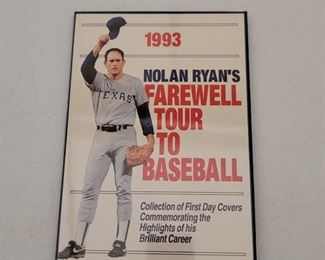 1993
NOLAN RYAN'S
FAREWELL
TOUR
TO
BASEBALL
TEXAS
Collection of First Day Covers
Commemorating the
Highlights of his
Brilliant Career